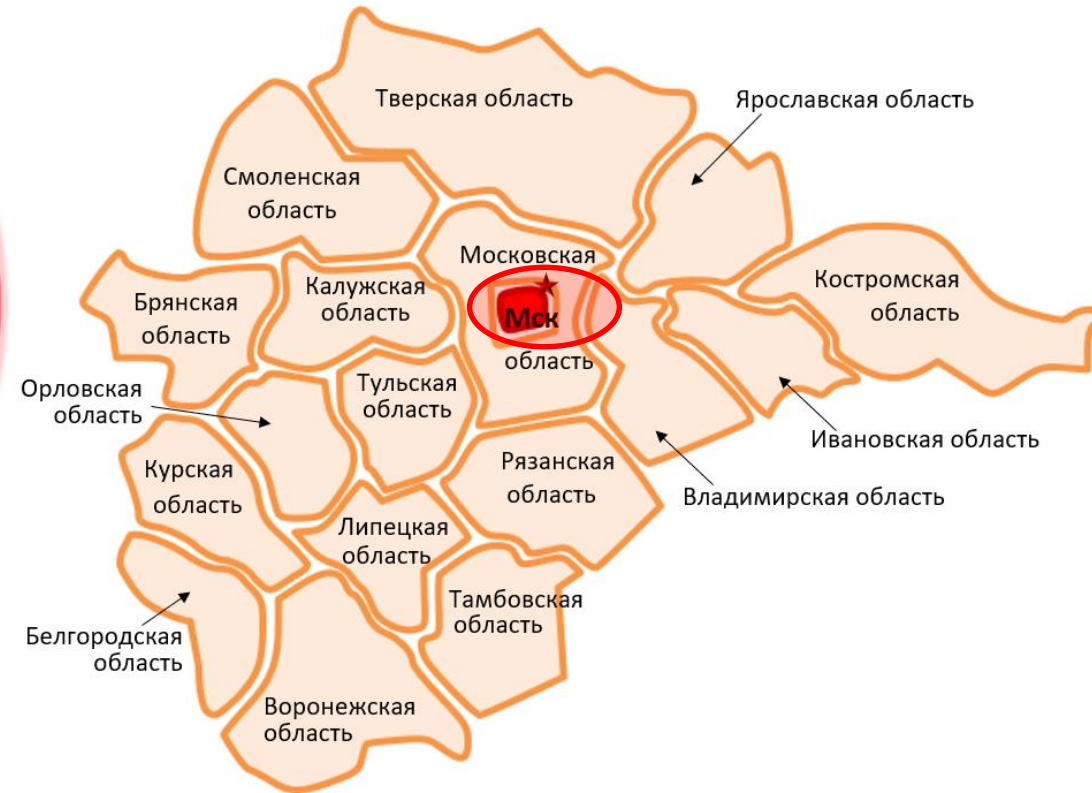 Тверская область
Ярославская область
Смоленская
область
Московская
область
Мск
Костромская
область
Калужская
область
Брянская
область
Орловская
область
Тульская
область
Ивановская область
Рязанская
область
Владимирская область
Курская
область
Липецкая
область
Тамбовская
область
Белгородская
область
Воронежская
область